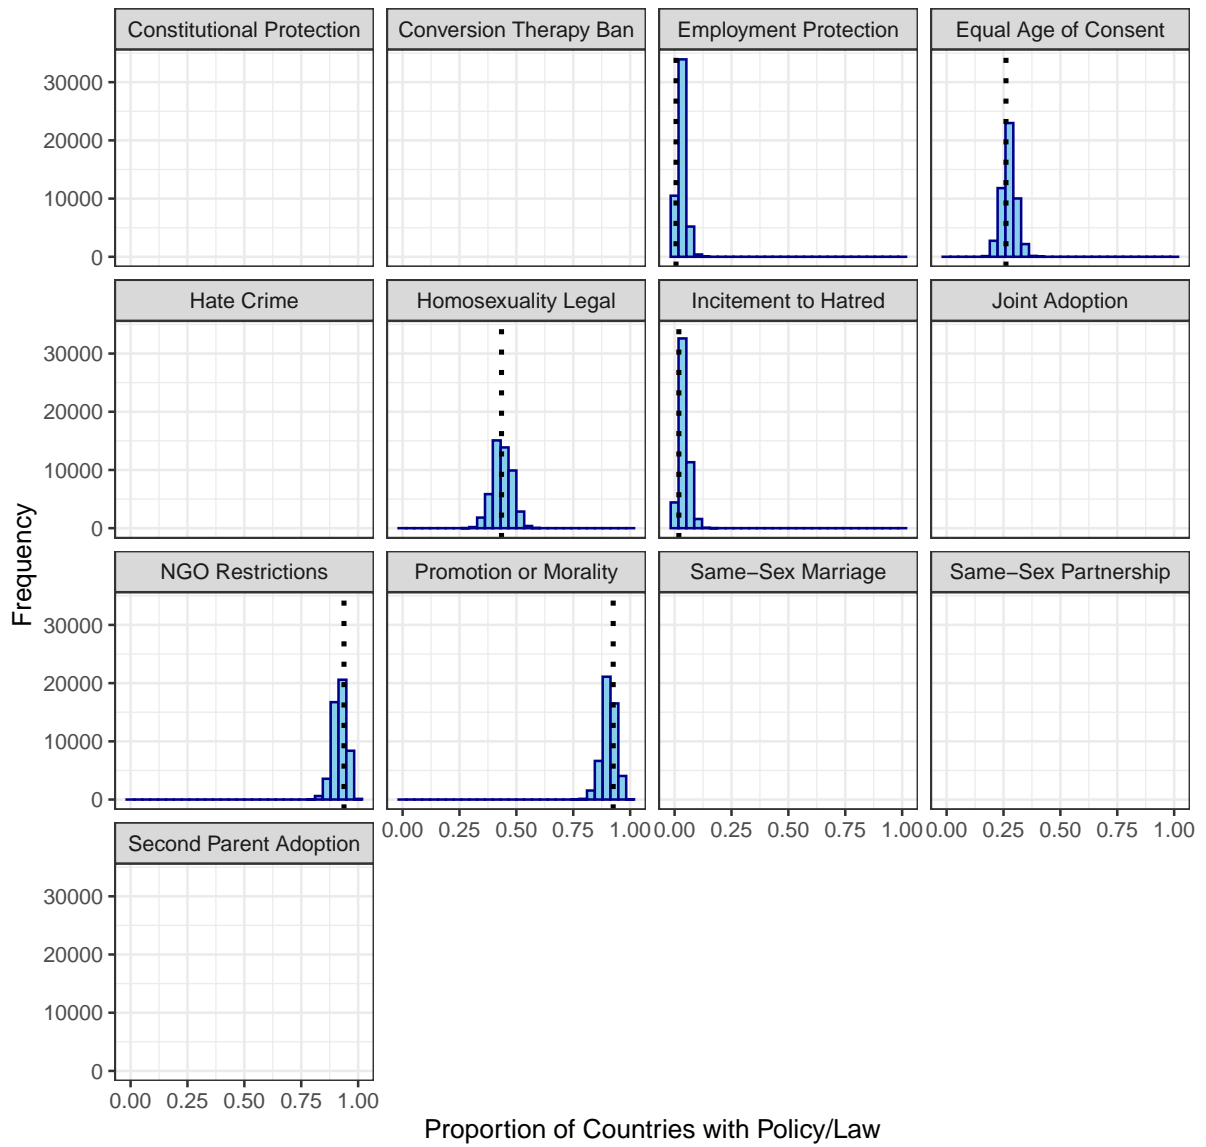 Constitutional Protection
Conversion Therapy Ban
Employment Protection
Equal Age of Consent
30000
20000
10000
0
Hate Crime
Homosexuality Legal
Incitement to Hatred
Joint Adoption
30000
20000
10000
0
NGO Restrictions
Promotion or Morality
Same−Sex Marriage
Same−Sex Partnership
30000
20000
10000
0
0.00 0.25 0.50 0.75 1.00
0.00 0.25 0.50 0.75 1.00
0.00 0.25 0.50 0.75 1.00
Second Parent Adoption
30000
20000
10000
0
0.00 0.25 0.50 0.75 1.00
Frequency
Proportion of Countries with Policy/Law